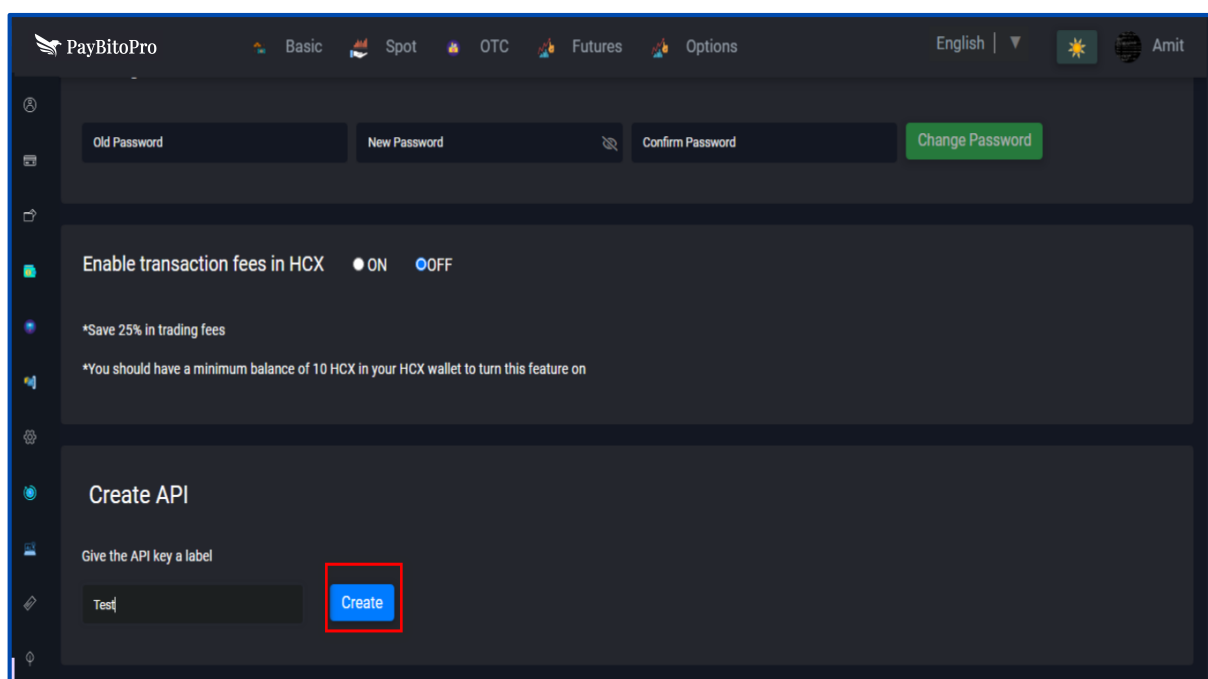 PayBitoPro Basic Spot OTC Futures Options English | ▼ Amit
Old Password New Password Confirm Password Change Password
Enable transaction fees in HCX ON OFF
*Save 25% in trading fees
*You should have a minimum balance of 10 HCX in your HCX wallet to turn this feature on
Create API
Give the API key a label
Test Create